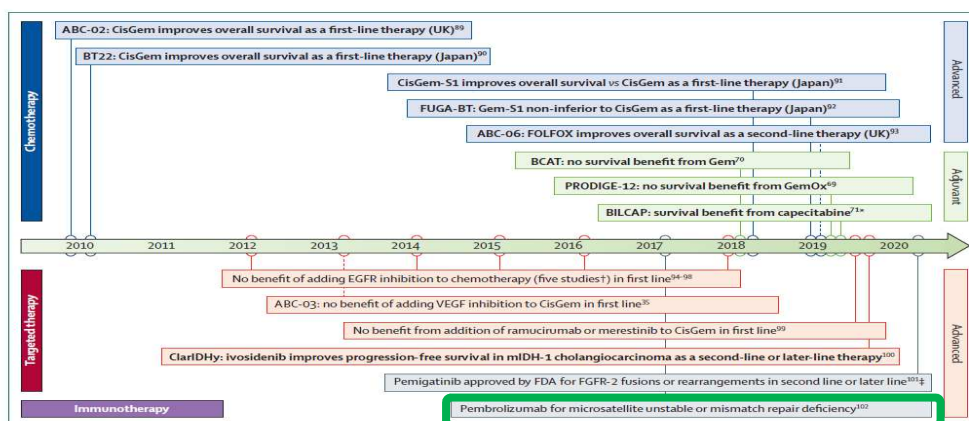 ABC-02: CisGem improves overall survival as a first-line therapy (UK)⁸⁹
BT22: CisGem improves overall survival as a first-line therapy (Japan)⁹⁰
CisGem-S1 improves overall survival vs CisGem as a first-line therapy (Japan)⁹¹
FUGA-BT: Gem-S1 non-inferior to CisGem as a first-line therapy (Japan)⁹²
ABC-06: FOLFOX improves overall survival as a second-line therapy (UK)⁹³
Chemotherapy
Advanced
BCAT: no survival benefit from Gem⁷⁰
PRODIGE-12: no survival benefit from GemOx⁶⁹
BILCAP: survival benefit from capecitabine⁷¹*
Adjuvant
2010 2011 2012 2013 2014 2015 2016 2017 2018 2019 2020
No benefit of adding EGFR inhibition to chemotherapy (five studies†) in first line⁹⁴⁻⁹⁸
ABC-03: no benefit of adding VEGF inhibition to CisGem in first line³⁵
No benefit from addition of ramucirumab or merestinib to CisGem in first line⁹⁹
ClarIDHy: ivosidenib improves progression-free survival in mIDH-1 cholangiocarcinoma as a second-line or later-line therapy¹⁰⁰
Pemigatinib approved by FDA for FGFR-2 fusions or rearrangements in second line or later line¹⁰¹‡
Targeted therapy
Advanced
Immunotherapy
Pembrolizumab for microsatellite unstable or mismatch repair deficiency¹⁰²